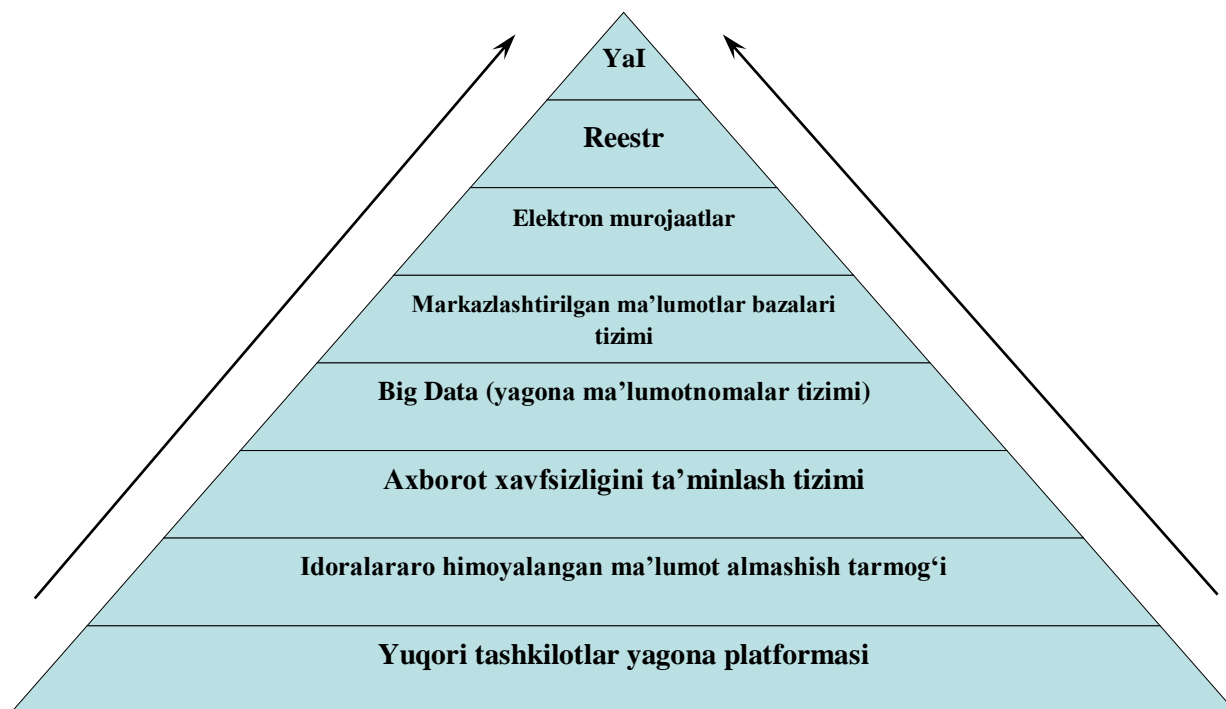 YaI
Reestr
Elektron murojaatlar
Markazlashtirilgan ma’lumotlar bazalari
tizimi
Big Data (yagona ma’lumotnomalar tizimi)
Axborot xavfsizligini ta’minlash tizimi
Idoralararo himoyalangan ma’lumot almashish tarmog‘i
Yuqori tashkilotlar yagona platformasi